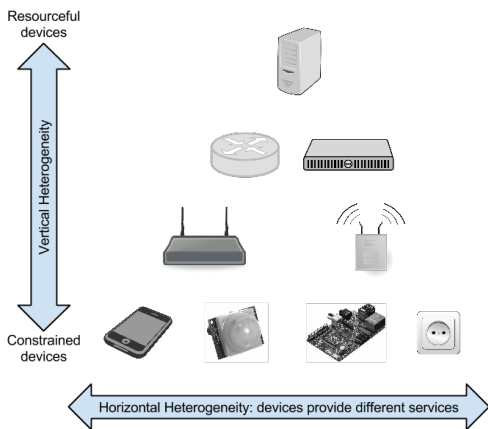 Resourceful
devices
Vertical Heterogeneity
Constrained
devices
Horizontal Heterogeneity: devices provide different services